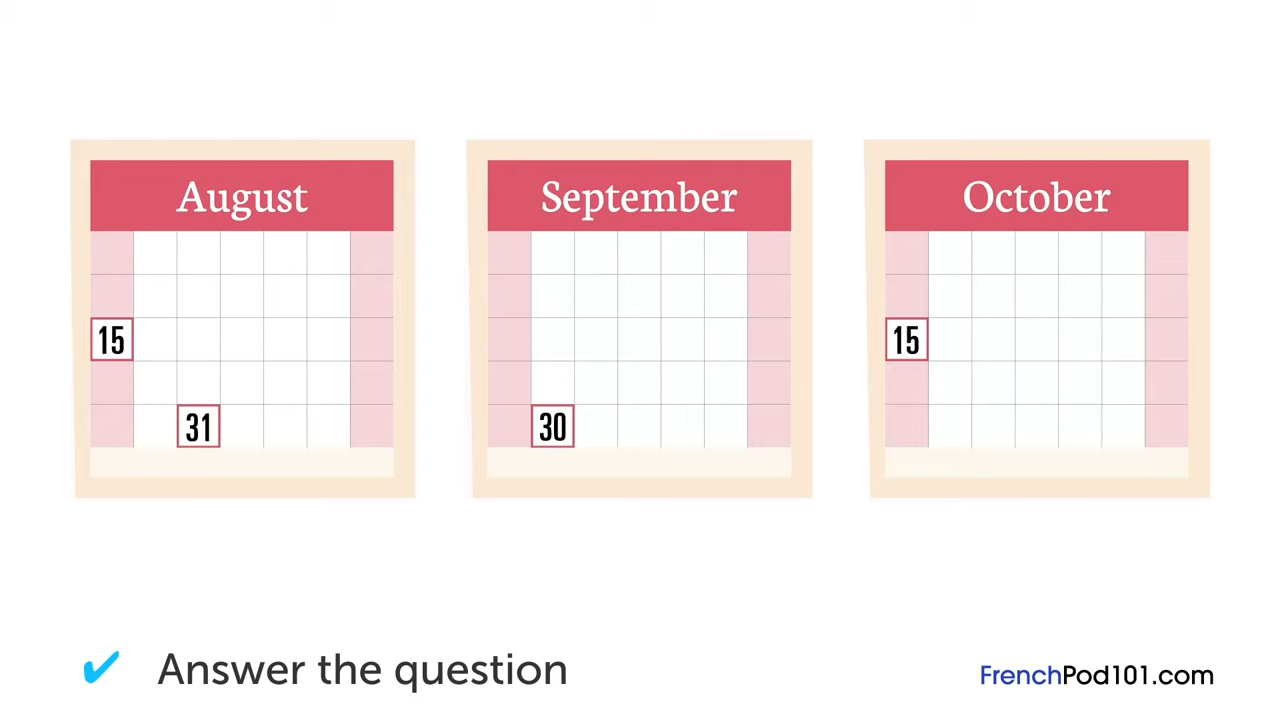 August
15
31
September
30
October
15
✔ Answer the question
FrenchPod101.com